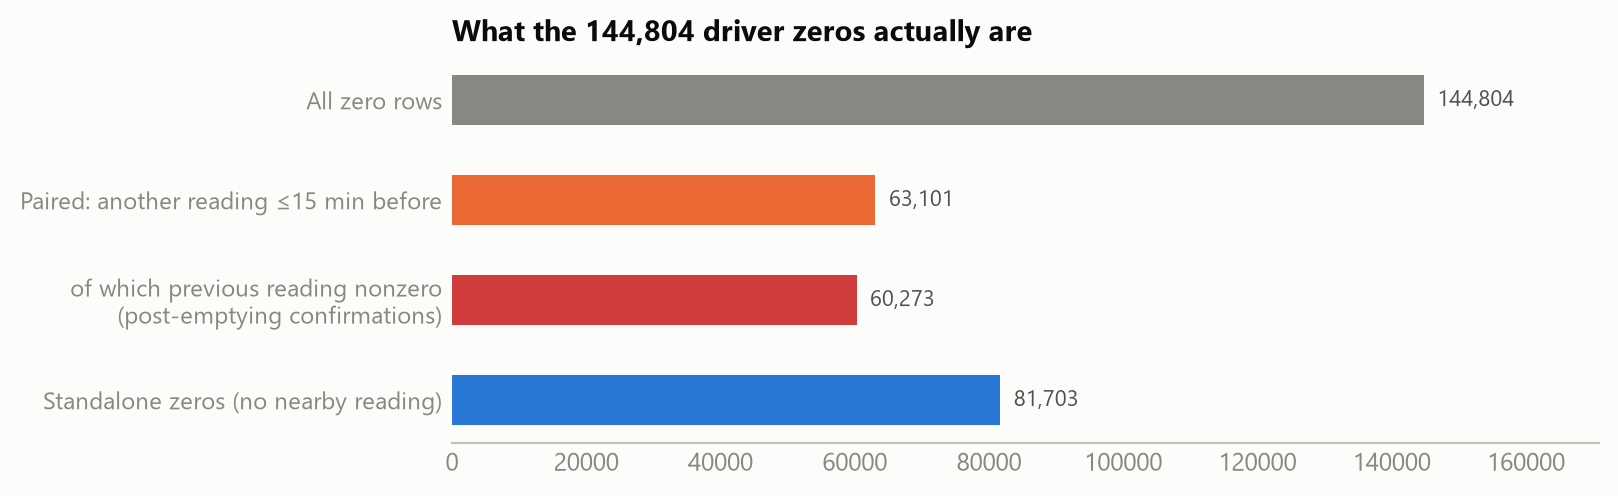 What the 144,804 driver zeros actually are
All zero rows
144,804
Paired: another reading ≤15 min before
63,101
of which previous reading nonzero
(post-emptying confirmations)
60,273
Standalone zeros (no nearby reading)
81,703
0 20000 40000 60000 80000 100000 120000 140000 160000